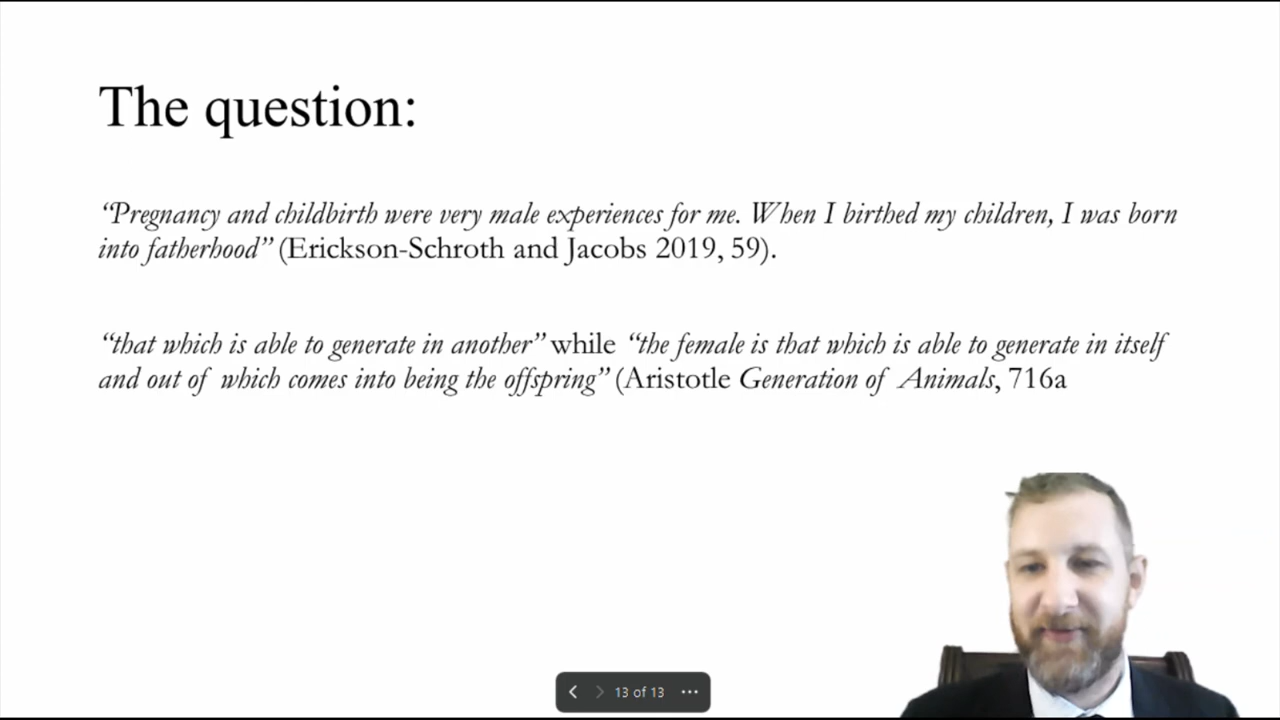 The question:
“Pregnancy and childbirth were very male experiences for me. When I birthed my children, I was born
into fatherhood” (Erickson-Schroth and Jacobs 2019, 59).
“that which is able to generate in another” while “the female is that which is able to generate in itself
and out of which comes into being the offspring” (Aristotle Generation of Animals, 716a
13 of 13